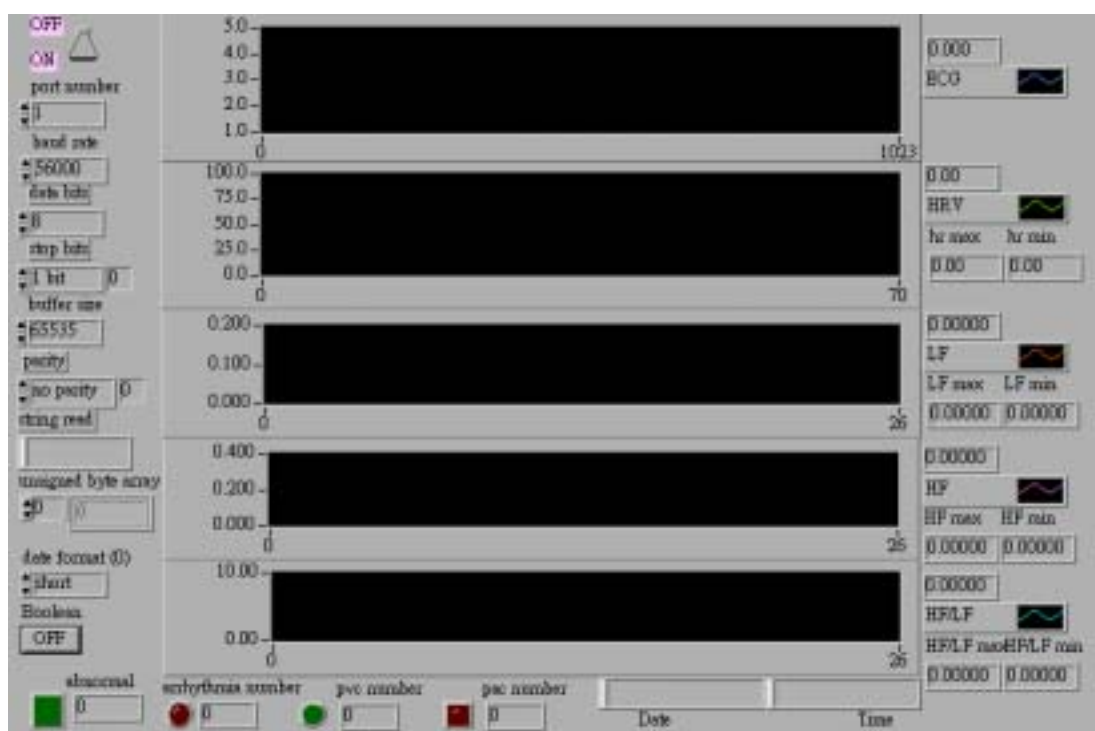 OFF
ON
port number
1
baud rate
56000
data bits
8
stop bits
1 bit 0
buffer size
65535
parity
no parity 0
string read
unsigned byte array
0 0
date format (0)
short
Boolean
OFF
abnormal
0
5.0
4.0
3.0
2.0
1.0
0 1023
100.0
75.0
50.0
25.0
0.0
0 70
0.200
0.100
0.000
0 26
0.400
0.200
0.000
0 26
10.00
0.00
0 26
0.000
ECG
0.00
HRV
hr max hr min
0.00 0.00
0.00000
LF
LF max LF min
0.00000 0.00000
0.00000
HF
HF max HF min
0.00000 0.00000
0.00000
HF/LF
HF/LF max HF/LF min
0.00000 0.00000
arrhythmia number pvc number pac number
0 0 0
Date Time